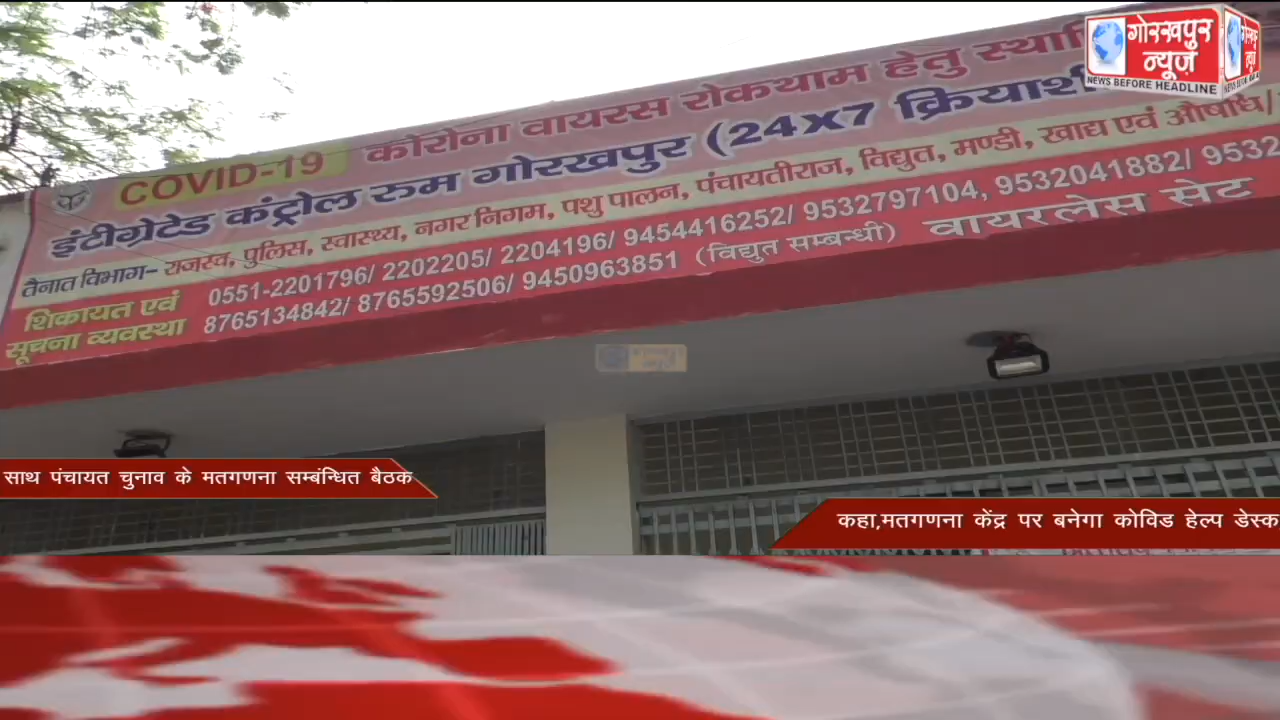 गोरखपुर
न्यूज़
NEWS BEFORE HEADLINE
COVID-19 कोरोना वायरस रोकथाम हेतु
इंटीग्रेटेड कंट्रोल रुम गोरखपुर (24x7
तैनात विभाग- राजस्व, पुलिस, स्वास्थ्य, नगर निगम, पशु पालन, पंचायतीराज, विद्युत, मण्डी, खाद्य एवं औषधि/
शिकायत एवं
सूचना व्यवस्था
0551-2201796/ 2202205/ 2204196/ 9454416252/ 9532797104, 9532041882/ 9532
8765134842/ 8765592506/ 9450963851 (विद्युत सम्बन्धी) वायरलेस सेट
साथ पंचायत चुनाव के मतगणना सम्बंन्धित बैठक
कहा,मतगणना केंद्र पर बनेगा कोविड हेल्प डेस्क